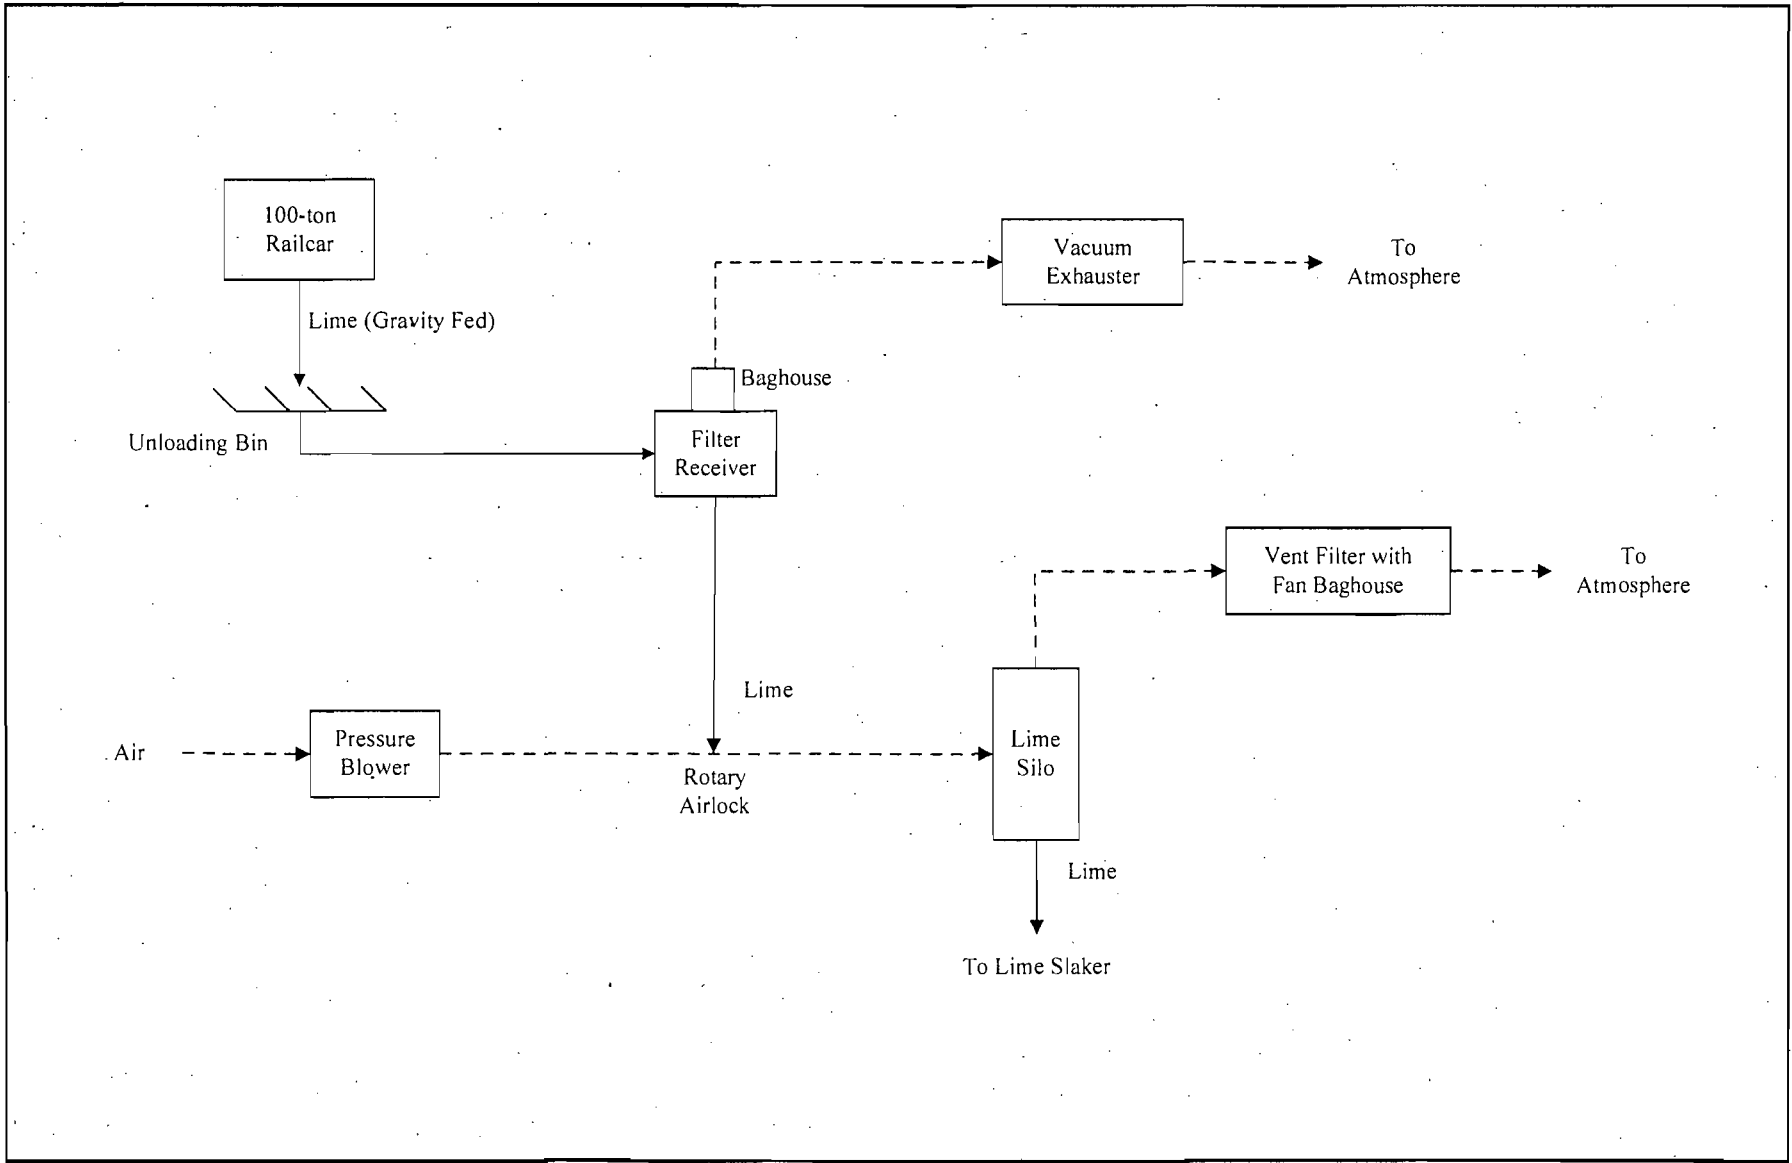 100-ton
Railcar
Lime (Gravity Fed)
Unloading Bin
Baghouse
Filter
Receiver
Vacuum
Exhauster
To
Atmosphere
Vent Filter with
Fan Baghouse
To
Atmosphere
Lime
Air
Pressure
Blower
Rotary
Airlock
Lime
Silo
Lime
To Lime Slaker